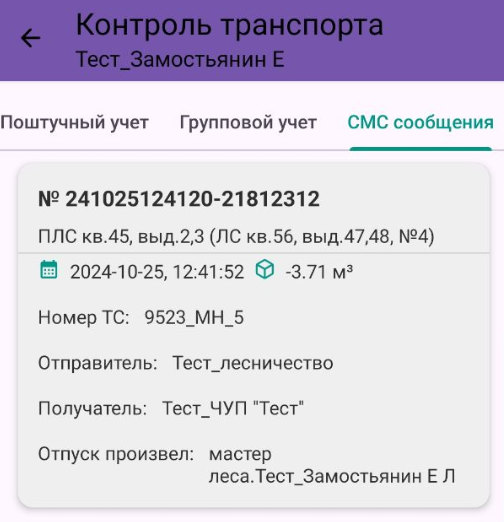 Контроль транспорта
Тест_Замостьянин Е
Поштучный учет Групповой учет СМС сообщения
№ 241025124120-21812312
ПЛС кв.45, выд.2,3 (ЛС кв.56, выд.47,48, №4)
2024-10-25, 12:41:52 -3.71 м³
Номер ТС: 9523_МН_5
Отправитель: Тест_лесничество
Получатель: Тест_ЧУП "Тест"
Отпуск произвел: мастер
леса.Тест_Замостьянин Е Л